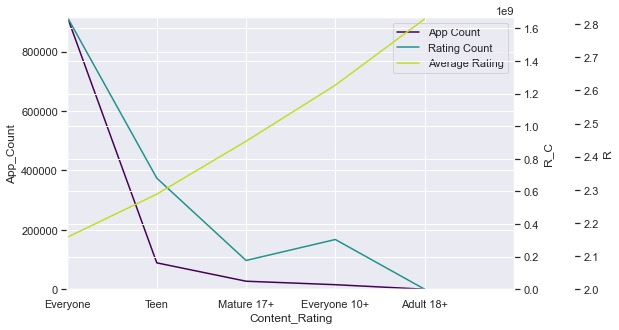 1e9
App Count
Rating Count
Average Rating
800000
600000
400000
200000
0
App_Count
1.6
1.4
1.2
1.0
0.8
0.6
0.4
0.2
0.0
R_C
2.8
2.7
2.6
2.5
2.4
2.3
2.2
2.1
2.0
R
Everyone Teen Mature 17+ Everyone 10+ Adult 18+
Content_Rating